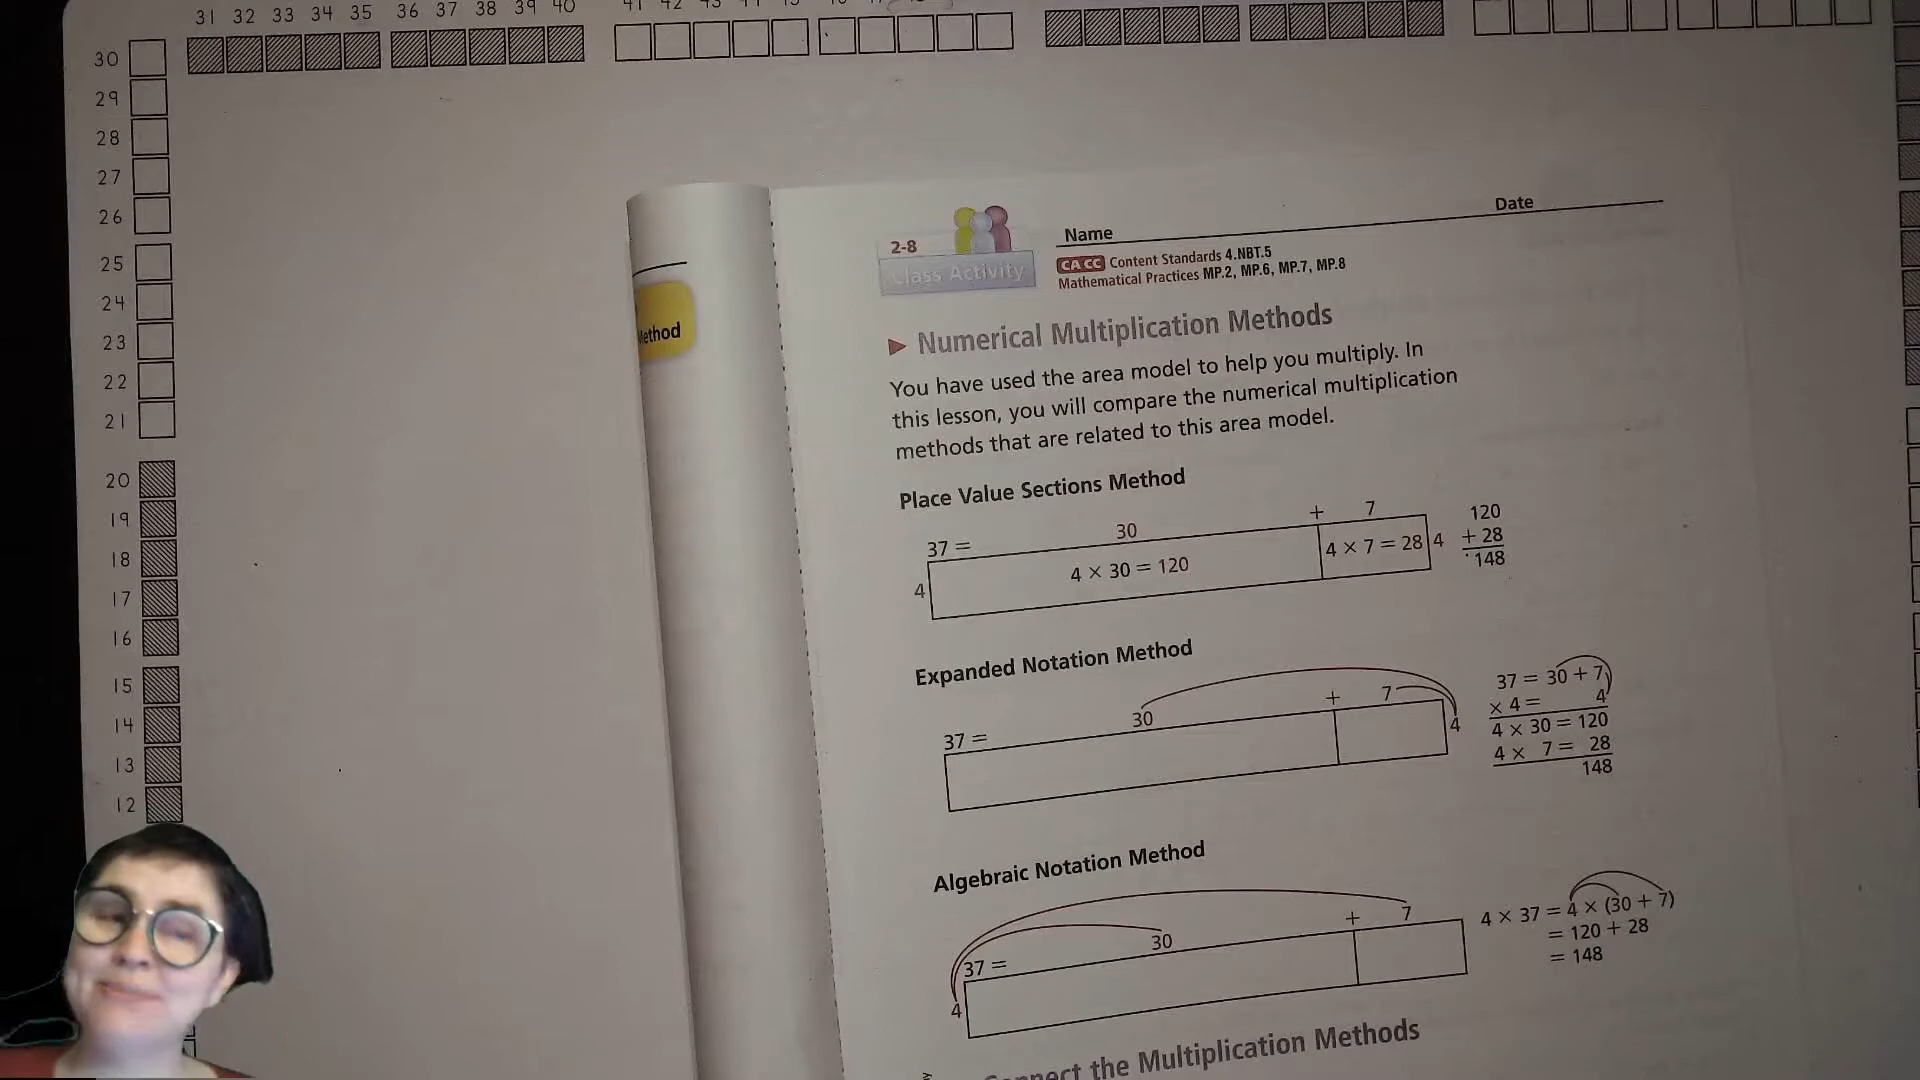 31 32 33 34 35 36 37 38 39 40
30
29
28
27
26
25
24
23
22
21
20
19
18
17
16
15
14
13
12
2-8
Class Activity
Name
Date
CA CC Content Standards 4.NBT.5
Mathematical Practices MP.2, MP.6, MP.7, MP.8
Numerical Multiplication Methods
You have used the area model to help you multiply. In
this lesson, you will compare the numerical multiplication
methods that are related to this area model.
Place Value Sections Method
37 = 30 + 7
4
4 × 30 = 120
4 × 7 = 28
4
120
+ 28
148
Expanded Notation Method
37 = 30 + 7
4
37 = 30 + 7
× 4 = 4
4 × 30 = 120
4 × 7 = 28
148
Algebraic Notation Method
37 = 30 + 7
4
4 × 37 = 4 × (30 + 7)
= 120 + 28
= 148
the Multiplication Methods